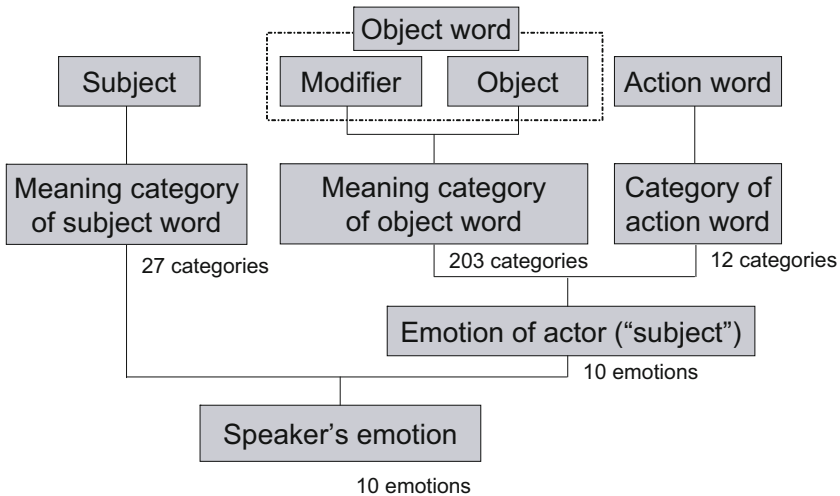 Object word
Subject
Modifier
Object
Action word
Meaning category
of subject word
Meaning category
of object word
Category of
action word
27 categories
203 categories
12 categories
Emotion of actor (“subject”)
10 emotions
Speaker’s emotion
10 emotions